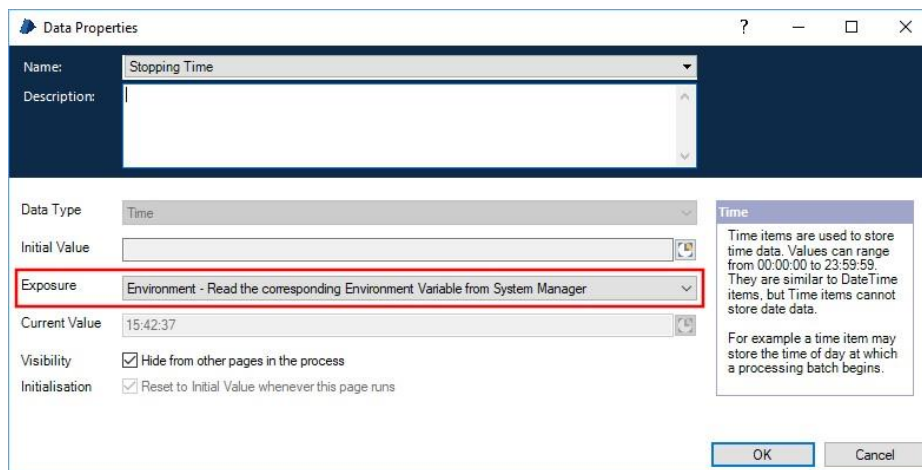 Data Properties
?
Name:
Stopping Time
Description:
Data Type
Time
Initial Value
Exposure
Environment - Read the corresponding Environment Variable from System Manager
Current Value
15:42:37
Visibility
Hide from other pages in the process
Initialisation
Reset to Initial Value whenever this page runs
Time
Time items are used to store
time data. Values can range
from 00:00:00 to 23:59:59.
They are similar to DateTime
items, but Time items cannot
store date data.
For example a time item may
store the time of day at which
a processing batch begins.
OK
Cancel